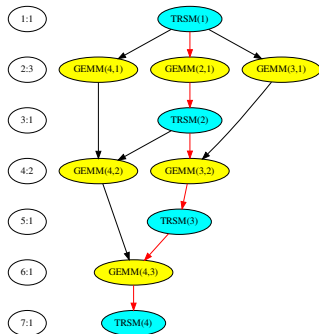 1:1 TRSM(1)
2:3 GEMM(4,1) GEMM(2,1) GEMM(3,1)
3:1 TRSM(2)
4:2 GEMM(4,2) GEMM(3,2)
5:1 TRSM(3)
6:1 GEMM(4,3)
7:1 TRSM(4)